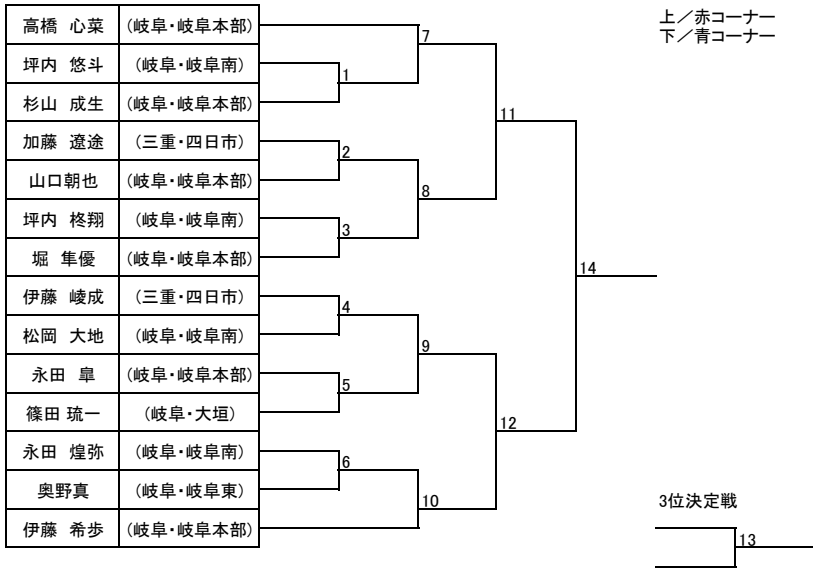 高橋 心菜 (岐阜・岐阜本部)
坪内 悠斗 (岐阜・岐阜南)
杉山 成生 (岐阜・岐阜本部)
加藤 遼途 (三重・四日市)
山口朝也 (岐阜・岐阜本部)
坪内 柊翔 (岐阜・岐阜南)
堀 隼優 (岐阜・岐阜本部)
伊藤 崚成 (三重・四日市)
松岡 大地 (岐阜・岐阜南)
永田 皐 (岐阜・岐阜本部)
篠田 琉一 (岐阜・大垣)
永田 煌弥 (岐阜・岐阜南)
奥野真 (岐阜・岐阜東)
伊藤 希歩 (岐阜・岐阜本部)
1
2
3
4
5
6
7
8
9
10
11
12
14
上／赤コーナー
下／青コーナー
3位決定戦
13